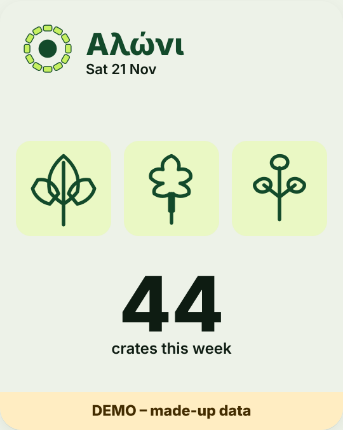 Αλώνι
Sat 21 Nov
44
crates this week
DEMO – made-up data